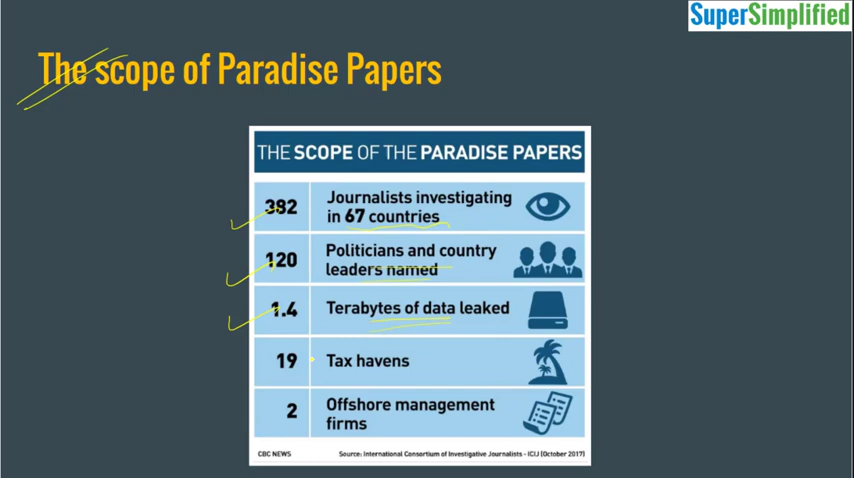 SuperSimplified
The scope of Paradise Papers
THE SCOPE OF THE PARADISE PAPERS
382 Journalists investigating
in 67 countries
120 Politicians and country
leaders named
1.4 Terabytes of data leaked
19 Tax havens
2 Offshore management
firms
CBC NEWS Source: International Consortium of Investigative Journalists - ICIJ (October 2017)